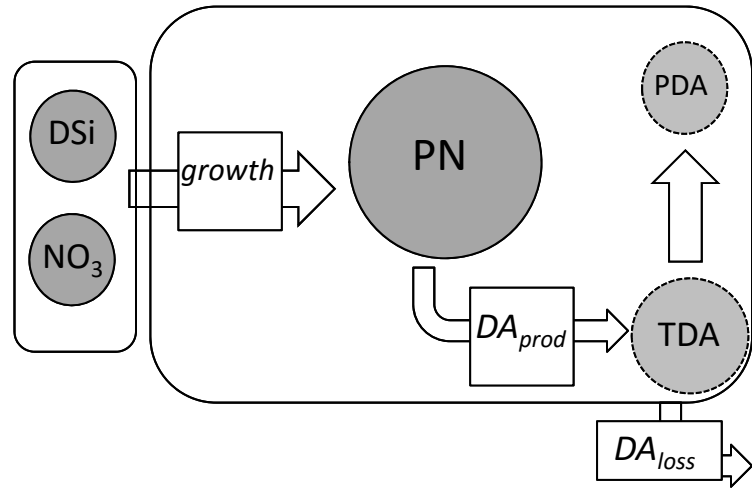 DSi
NO₃
growth
PN
PDA
DAprod
TDA
DAloss